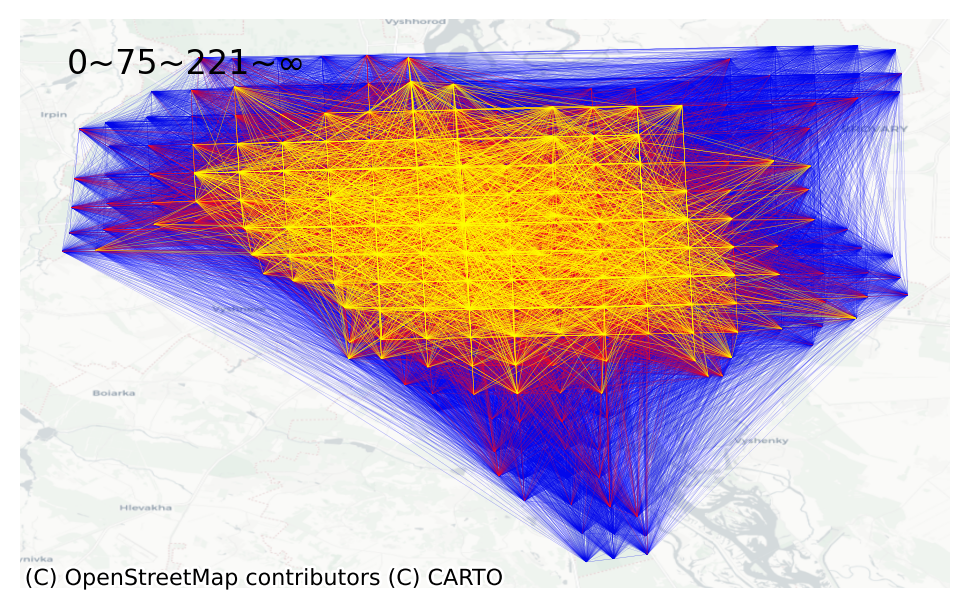 Vyshhorod
0~75~221~∞
Irpin
Boiarka
Vyshenky
Hlevakha
(C) OpenStreetMap contributors (C) CARTO